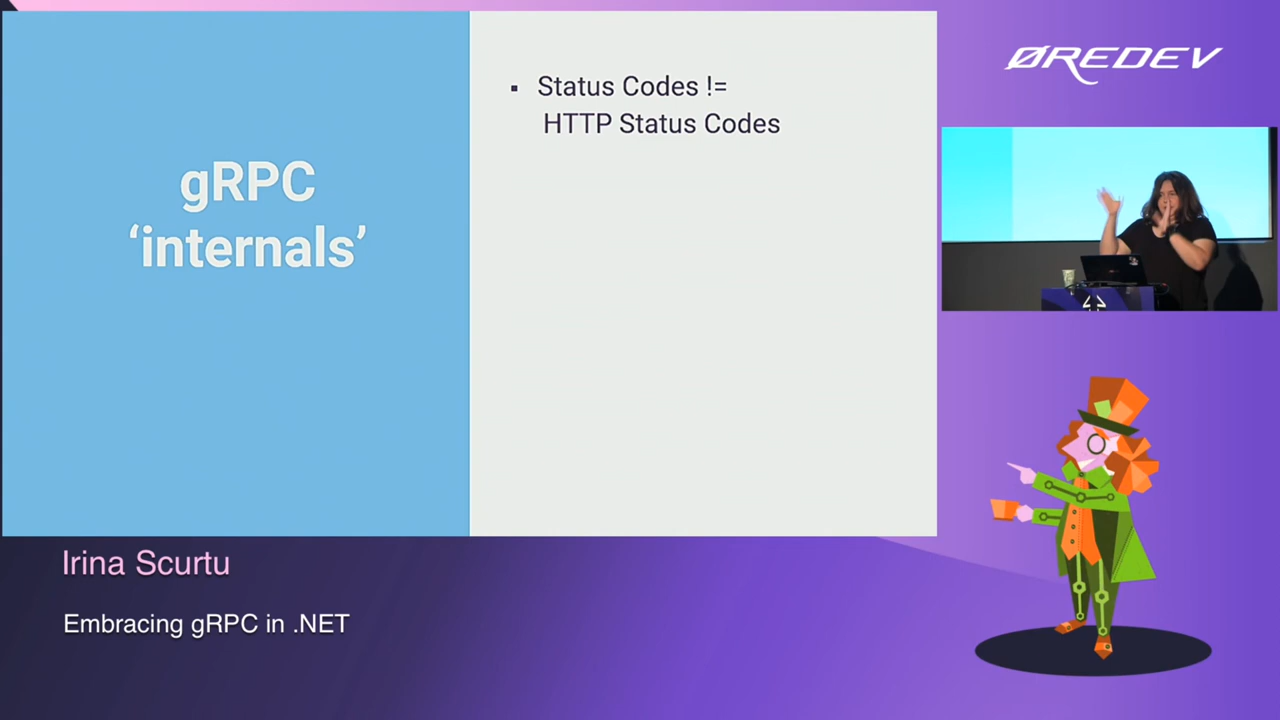 gRPC
‘internals’
▪ Status Codes !=
HTTP Status Codes
ØREDEV
Irina Scurtu
Embracing gRPC in .NET